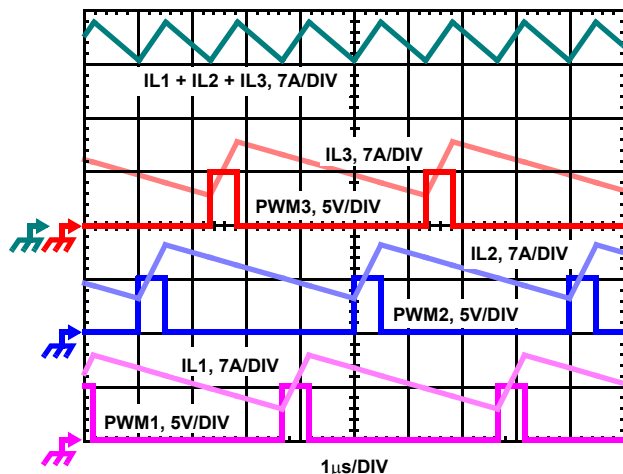 IL1 + IL2 + IL3, 7A/DIV
IL3, 7A/DIV
PWM3, 5V/DIV
IL2, 7A/DIV
PWM2, 5V/DIV
IL1, 7A/DIV
PWM1, 5V/DIV
1μs/DIV